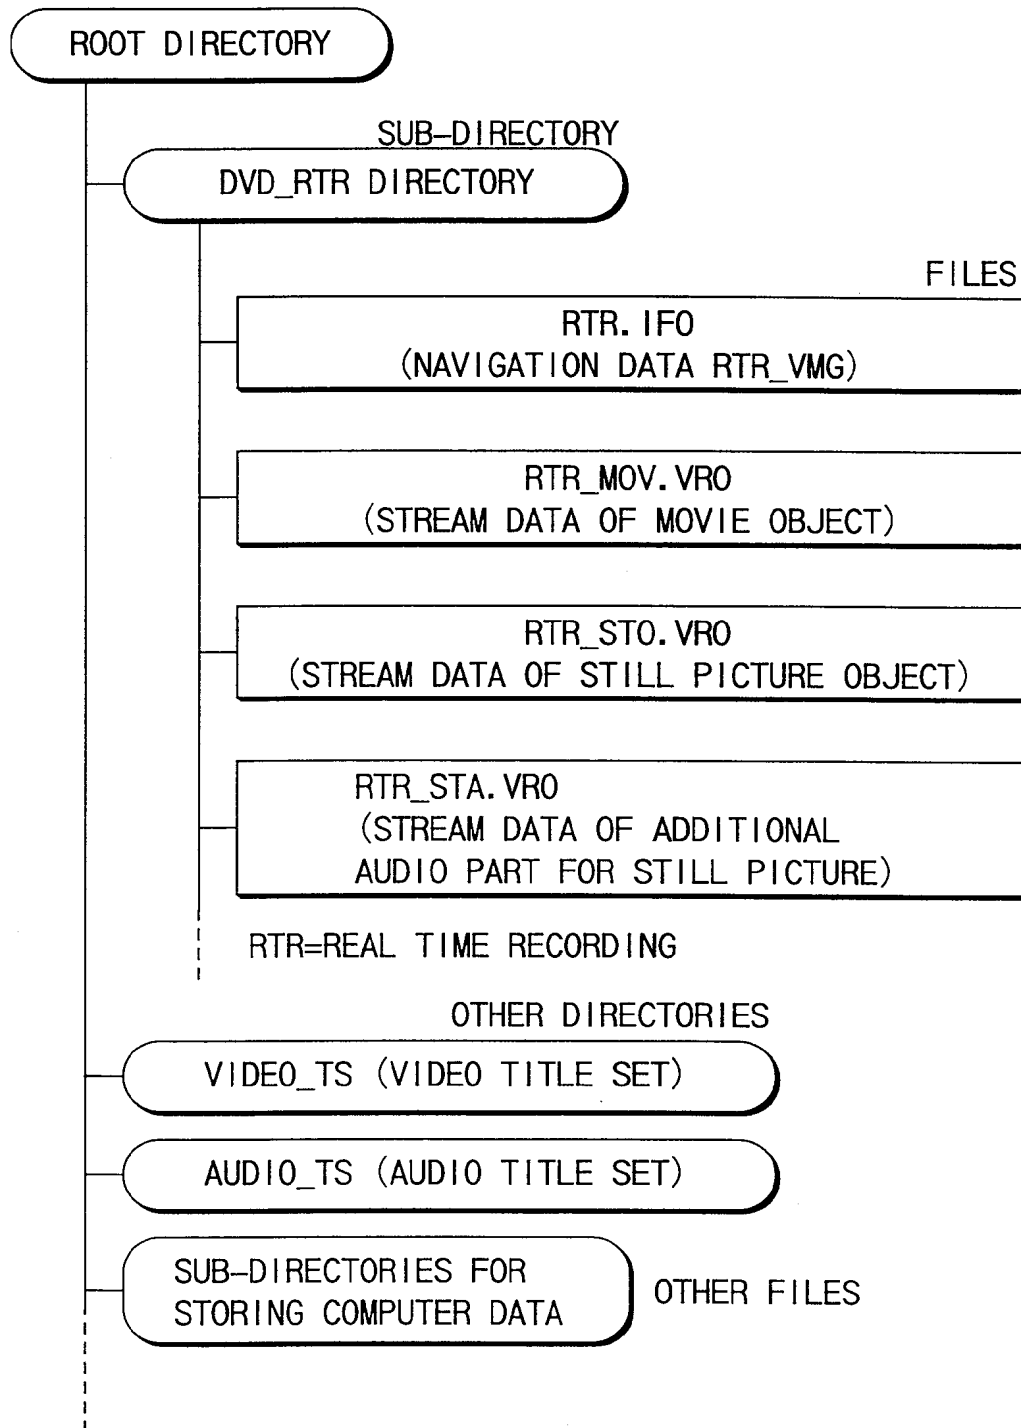 ROOT DIRECTORY
SUB-DIRECTORY
DVD_RTR DIRECTORY
FILES
RTR.IFO
(NAVIGATION DATA RTR_VMG)
RTR_MOV.VRO
(STREAM DATA OF MOVIE OBJECT)
RTR_STO.VRO
(STREAM DATA OF STILL PICTURE OBJECT)
RTR_STA.VRO
(STREAM DATA OF ADDITIONAL
AUDIO PART FOR STILL PICTURE)
RTR=REAL TIME RECORDING
OTHER DIRECTORIES
VIDEO_TS (VIDEO TITLE SET)
AUDIO_TS (AUDIO TITLE SET)
SUB-DIRECTORIES FOR
STORING COMPUTER DATA
OTHER FILES